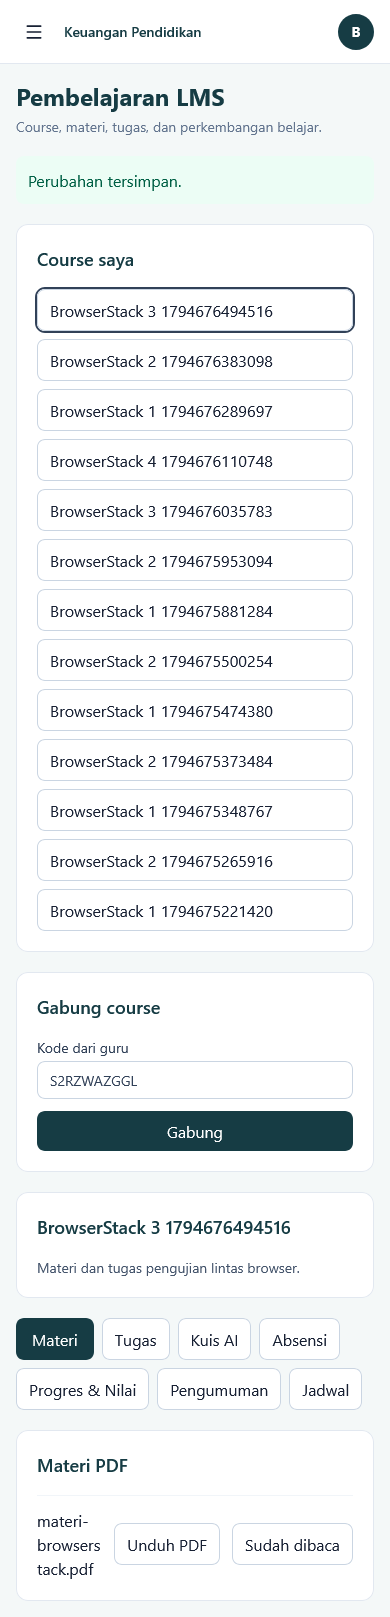 Keuangan Pendidikan
B
Pembelajaran LMS
Course, materi, tugas, dan perkembangan belajar.
Perubahan tersimpan.
Course saya
BrowserStack 3 1794676494516
BrowserStack 2 1794676383098
BrowserStack 1 1794676289697
BrowserStack 4 1794676110748
BrowserStack 3 1794676035783
BrowserStack 2 1794675953094
BrowserStack 1 1794675881284
BrowserStack 2 1794675500254
BrowserStack 1 1794675474380
BrowserStack 2 1794675373484
BrowserStack 1 1794675348767
BrowserStack 2 1794675265916
BrowserStack 1 1794675221420
Gabung course
Kode dari guru
S2RZWAZGGL
Gabung
BrowserStack 3 1794676494516
Materi dan tugas pengujian lintas browser.
Materi Tugas Kuis AI Absensi
Progres & Nilai Pengumuman Jadwal
Materi PDF
materi-
browsers
tack.pdf
Unduh PDF Sudah dibaca